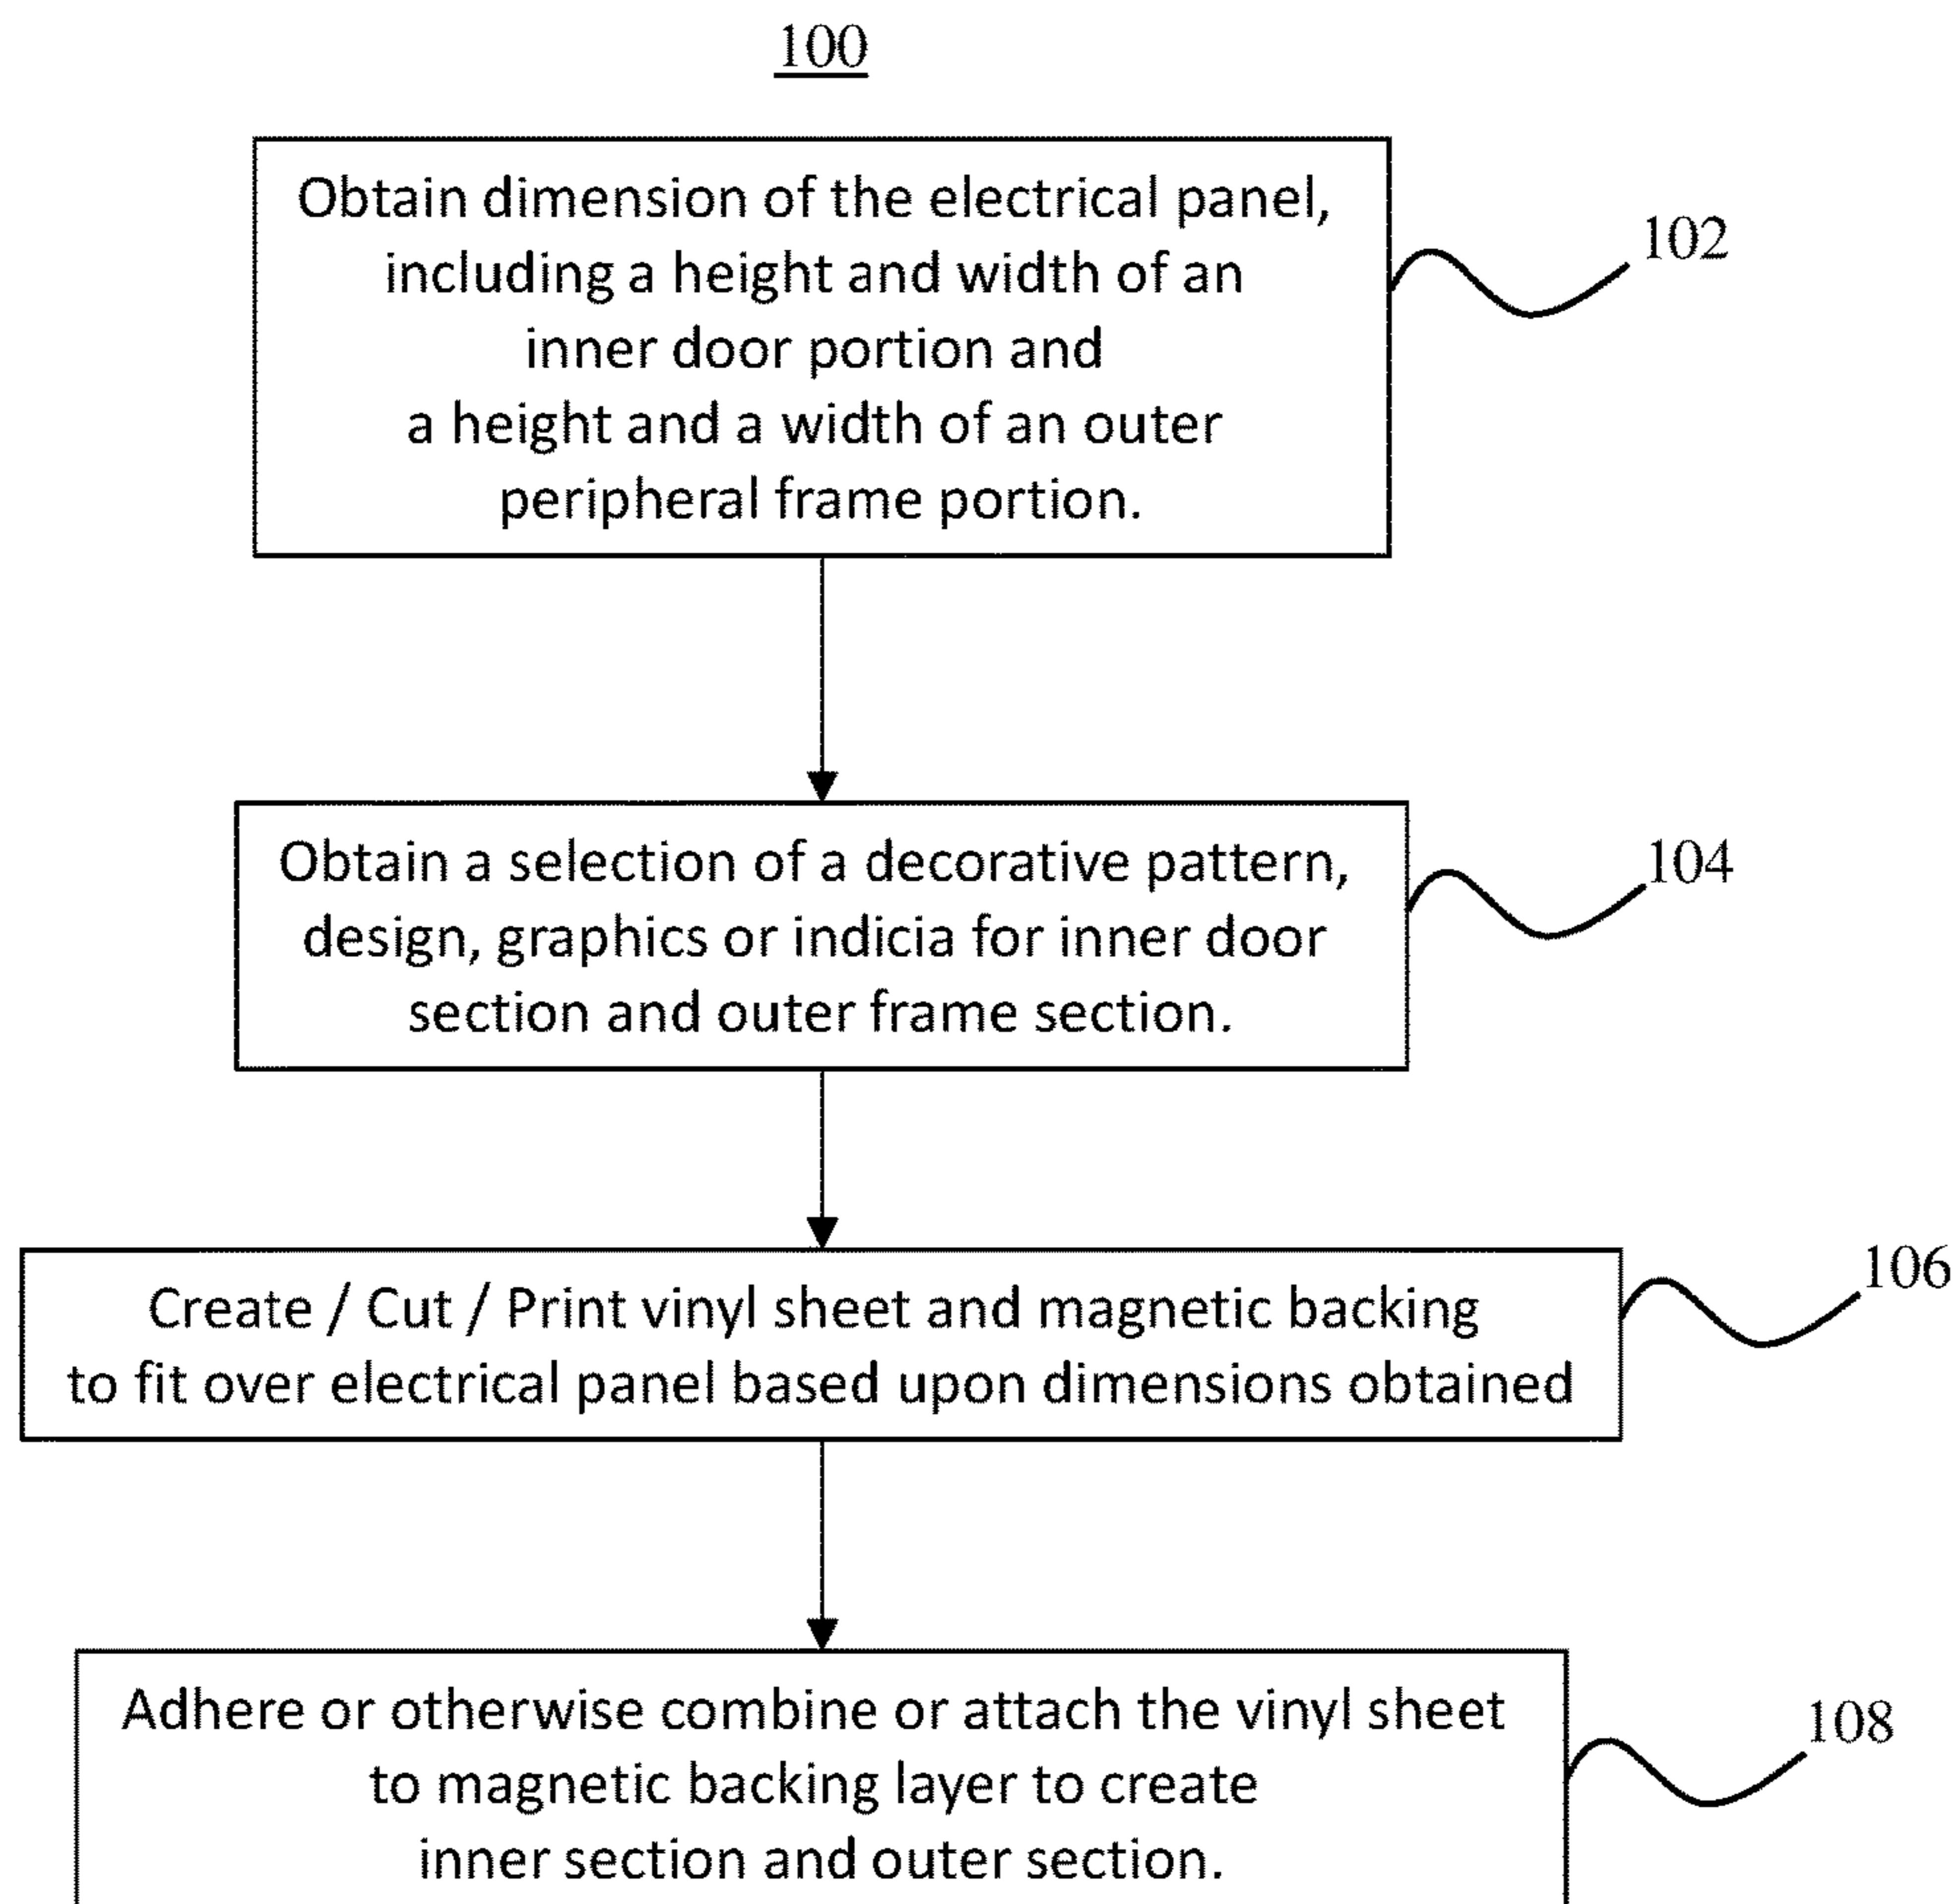 100
Obtain dimension of the electrical panel,
including a height and width of an
inner door portion and
a height and a width of an outer
peripheral frame portion.
102
Obtain a selection of a decorative pattern,
design, graphics or indicia for inner door
section and outer frame section.
104
Create / Cut / Print vinyl sheet and magnetic backing
to fit over electrical panel based upon dimensions obtained
106
Adhere or otherwise combine or attach the vinyl sheet
to magnetic backing layer to create
inner section and outer section.
108